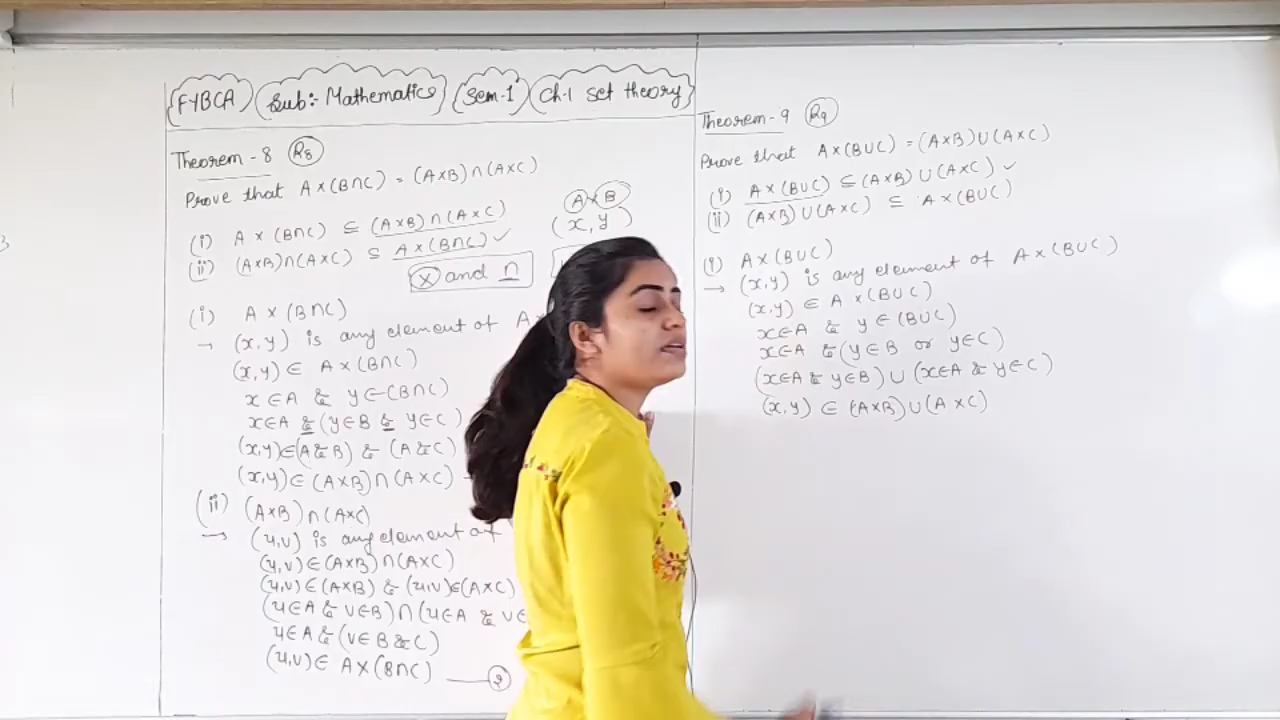 FYBCA Sub:- Mathematics Sem-1 Ch-1 set theory
Theorem-8 R8
Prove that A×(B∩C) = (A×B)∩(A×C)
(i) A×(B∩C) ⊆ (A×B)∩(A×C)
(ii) (A×B)∩(A×C) ⊆ A×(B∩C) ✓
A×B
(x,y)
× and ∩
(i) A×(B∩C)
→ (x,y) is any element of A×
(x,y) ∈ A×(B∩C)
x∈A & y∈(B∩C)
x∈A & (y∈B & y∈C)
(x,y)∈(A&B) & (A&C)
(x,y)∈(A×B)∩(A×C)
(ii) (A×B)∩(A×C)
→ (u,v) is any element of
(u,v)∈(A×B)∩(A×C)
(u,v)∈(A×B) & (u,v)∈(A×C)
(u∈A & v∈B)∩(u∈A & v∈
u∈A & (v∈B & C)
(u,v)∈ A×(B∩C) — 2
Theorem-9 R9
Prove that A×(B∪C) = (A×B)∪(A×C)
(i) A×(B∪C) ⊆ (A×B)∪(A×C) ✓
(ii) (A×B)∪(A×C) ⊆ A×(B∪C)
(i) A×(B∪C)
→ (x,y) is any element of A×(B∪C)
(x,y) ∈ A×(B∪C)
x∈A & y∈(B∪C)
x∈A & (y∈B or y∈C)
(x∈A & y∈B) ∪ (x∈A & y∈C)
(x,y) ∈ (A×B)∪(A×C)